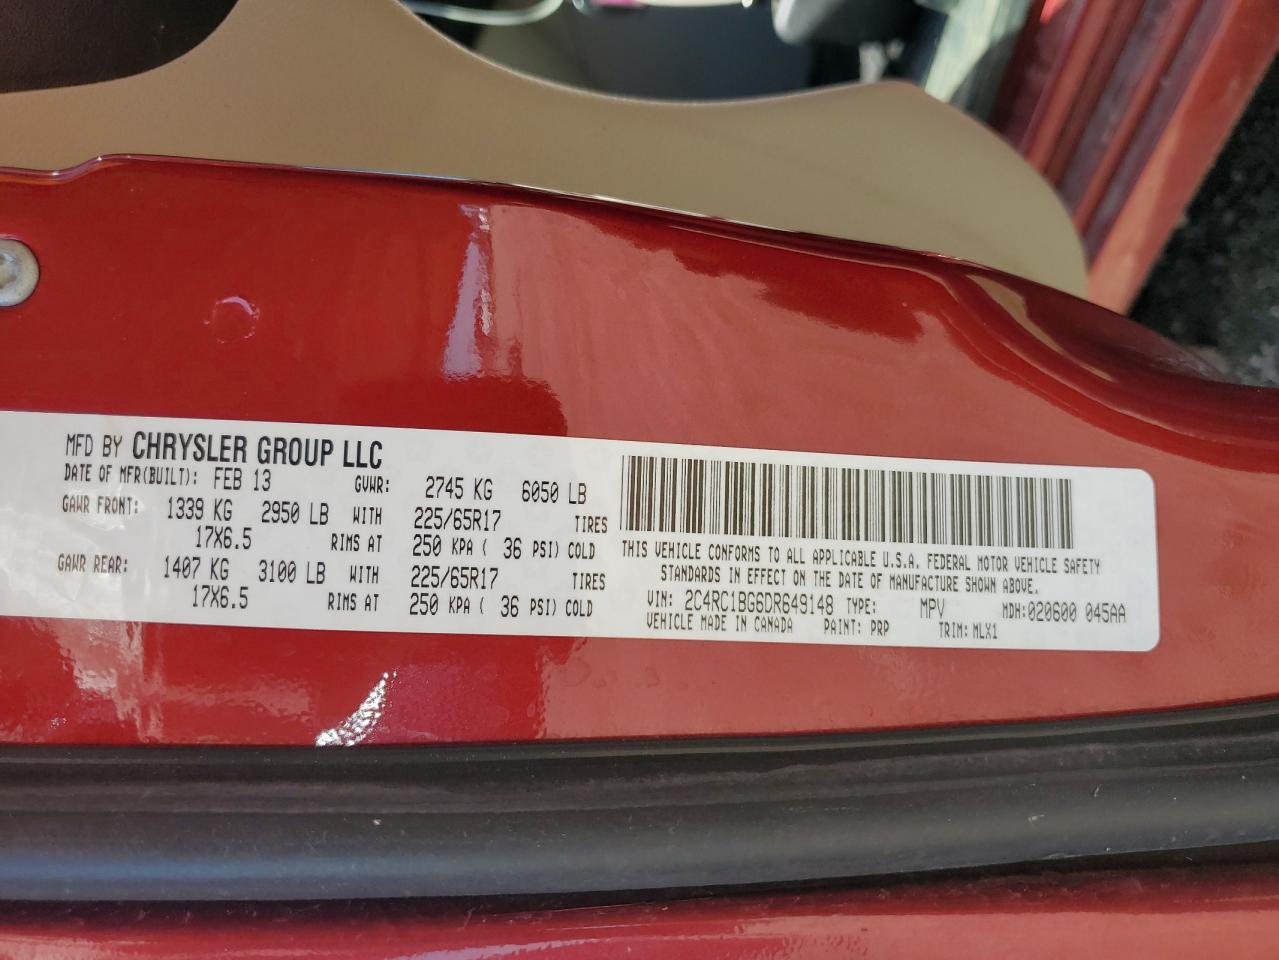 MFD BY CHRYSLER GROUP LLC
DATE OF MFR(BUILT): FEB 13 GVWR: 2745 KG 6050 LB
GAWR FRONT: 1339 KG 2950 LB WITH 225/65R17 TIRES
17X6.5 RIMS AT 250 KPA ( 36 PSI) COLD
GAWR REAR: 1407 KG 3100 LB WITH 225/65R17 TIRES
17X6.5 RIMS AT 250 KPA ( 36 PSI) COLD
THIS VEHICLE CONFORMS TO ALL APPLICABLE U.S.A. FEDERAL MOTOR VEHICLE SAFETY
STANDARDS IN EFFECT ON THE DATE OF MANUFACTURE SHOWN ABOVE.
VIN: 2C4RC1BG6DR649148 TYPE: MPV MDH:020600 045AA
VEHICLE MADE IN CANADA PAINT: PRP TRIM: MLX1